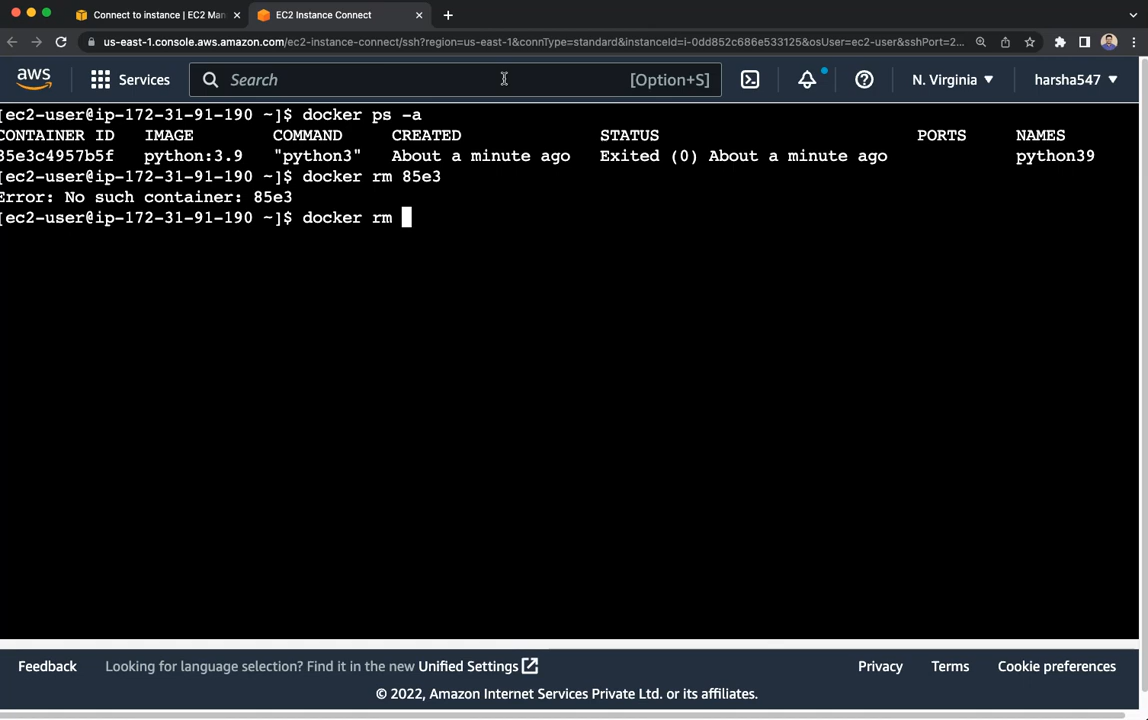 Connect to instance | EC2 Man
EC2 Instance Connect
us-east-1.console.aws.amazon.com/ec2-instance-connect/ssh?region=us-east-1&connType=standard&instanceId=i-0dd852c686e533125&osUser=ec2-user&sshPort=2...
aws
Services
Search
[Option+S]
N. Virginia
harsha547
[ec2-user@ip-172-31-91-190 ~]$ docker ps -a
CONTAINER ID IMAGE COMMAND CREATED STATUS PORTS NAMES
35e3c4957b5f python:3.9 "python3" About a minute ago Exited (0) About a minute ago python39
[ec2-user@ip-172-31-91-190 ~]$ docker rm 85e3
Error: No such container: 85e3
[ec2-user@ip-172-31-91-190 ~]$ docker rm
Feedback
Looking for language selection? Find it in the new Unified Settings
Privacy
Terms
Cookie preferences
© 2022, Amazon Internet Services Private Ltd. or its affiliates.